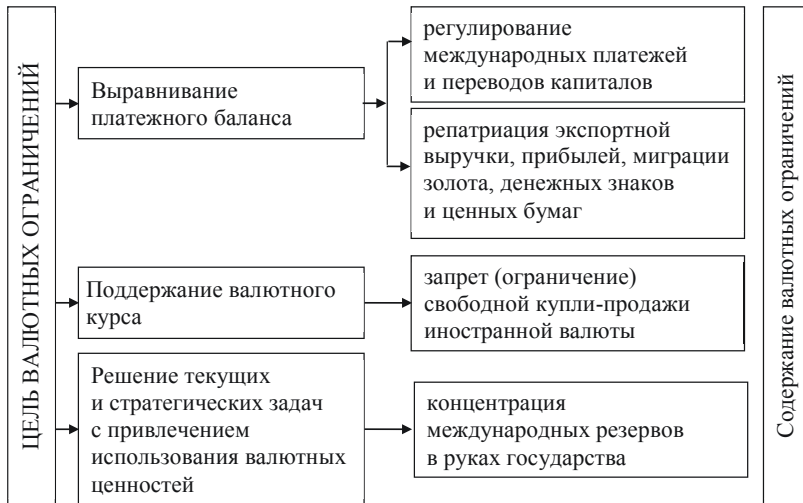 ЦЕЛЬ ВАЛЮТНЫХ ОГРАНИЧЕНИЙ
Выравнивание
платежного баланса
регулирование
международных платежей
и переводов капиталов
репатриация экспортной
выручки, прибылей, миграции
золота, денежных знаков
и ценных бумаг
Поддержание валютного
курса
запрет (ограничение)
свободной купли-продажи
иностранной валюты
Решение текущих
и стратегических задач
с привлечением
использования валютных
ценностей
концентрация
международных резервов
в руках государства
Содержание валютных ограничений